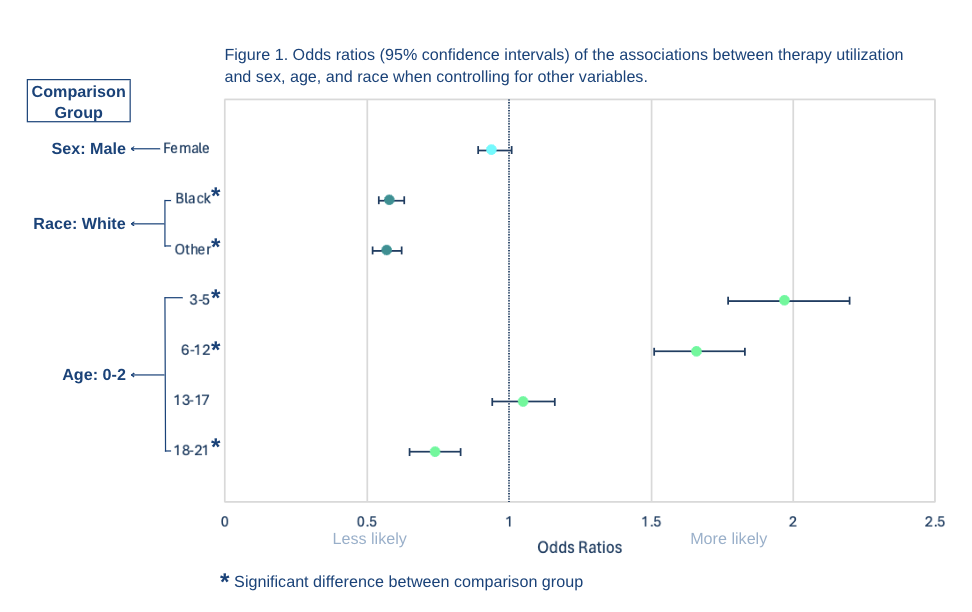 Figure 1. Odds ratios (95% confidence intervals) of the associations between therapy utilization
and sex, age, and race when controlling for other variables.
Comparison
Group
Sex: Male Female
Black*
Race: White
Other*
3-5*
6-12*
Age: 0-2
13-17
18-21*
0 0.5 1 1.5 2 2.5
Less likely More likely
Odds Ratios
* Significant difference between comparison group